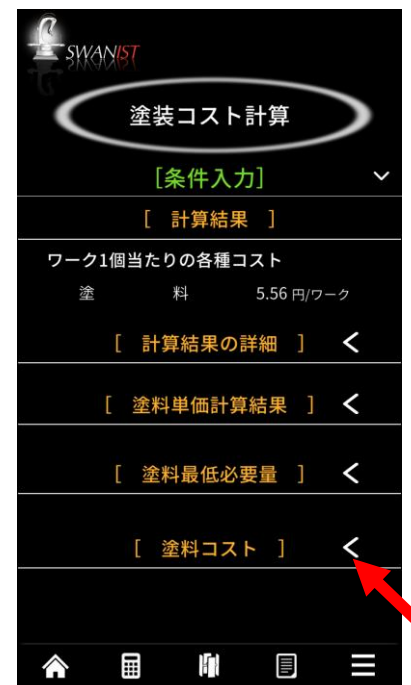 SWANIST
塗装コスト計算
[条件入力]
[ 計算結果 ]
ワーク1個当たりの各種コスト
塗 料 5.56 円/ワーク
[ 計算結果の詳細 ]
[ 塗料単価計算結果 ]
[ 塗料最低必要量 ]
[ 塗料コスト ]